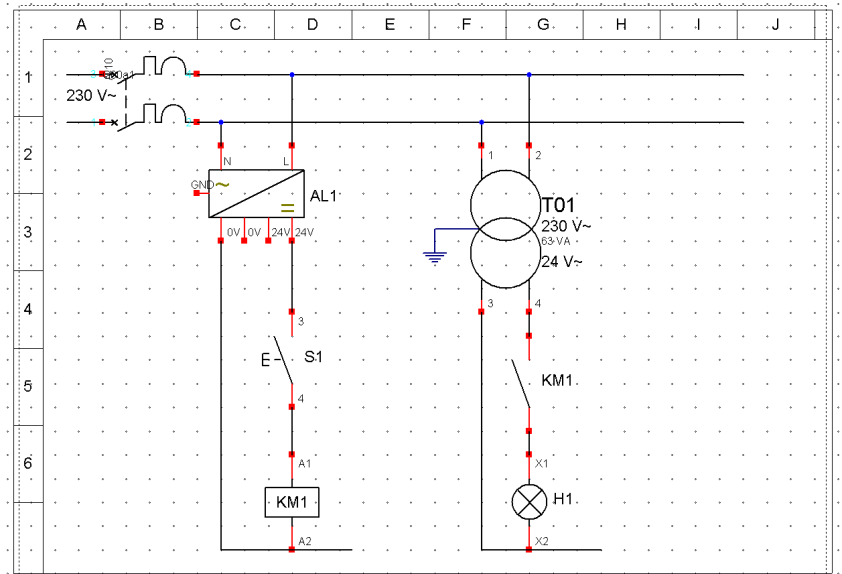 A B C D E F G H I J
1
230 V~
2
N L
1 2
GND
AL1
T01
230 V~
63 VA
24 V~
3
0V 0V 24V 24V
4
3
3 4
E S1
5
KM1
4
6
A1
X1
KM1
H1
A2
X2